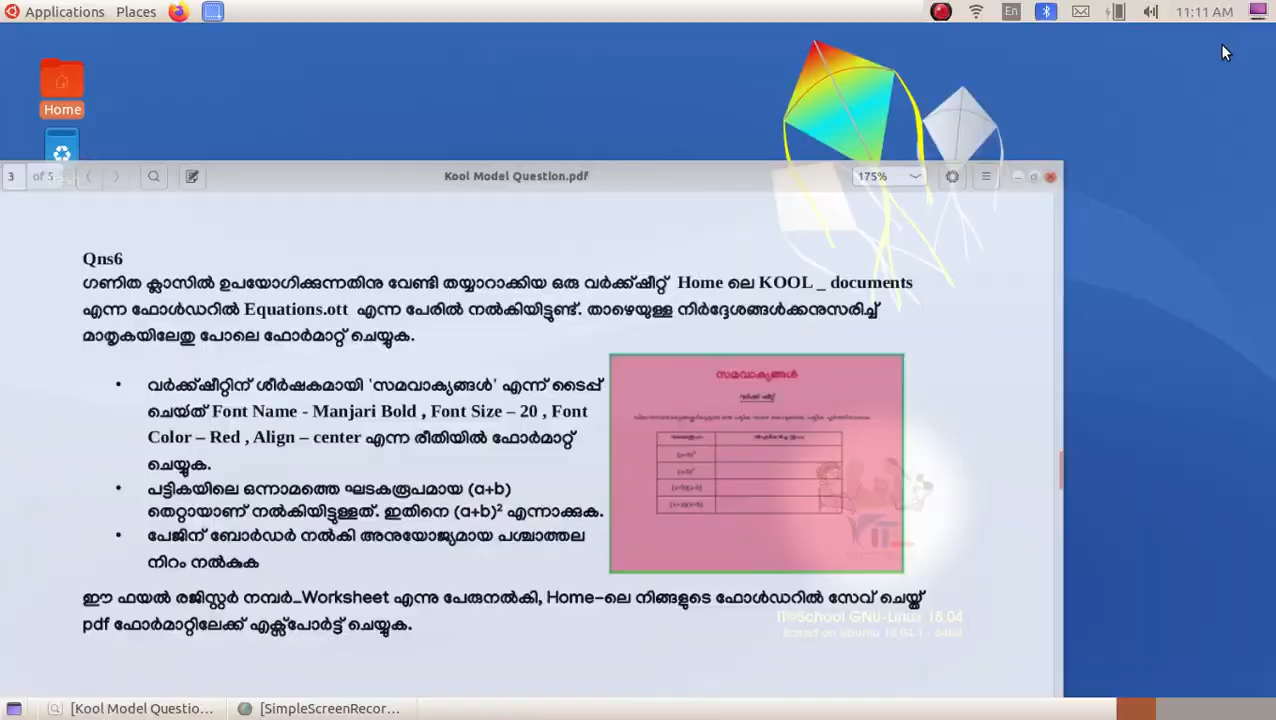 Applications Places En 11:11 AM
Home
3 of 5 Kool Model Question.pdf 175%
Qns6
ഗണിത ക്ലാസിൽ ഉപയോഗിക്കുന്നതിനു വേണ്ടി തയ്യാറാക്കിയ ഒരു വർക്ക്ഷീറ്റ് Home ലെ KOOL _ documents
എന്ന ഫോൾഡറിൽ Equations.ott എന്ന പേരിൽ നൽകിയിട്ടുണ്ട്. താഴെയുള്ള നിർദ്ദേശങ്ങൾക്കനുസരിച്ച്
മാതൃകയിലേതു പോലെ ഫോർമാറ്റ് ചെയ്യുക.
• വർക്ക്ഷീറ്റിന് ശീർഷകമായി 'സമവാക്യങ്ങൾ' എന്ന് ടൈപ്പ്
ചെയ്ത് Font Name - Manjari Bold , Font Size – 20 , Font
Color – Red , Align – center എന്ന രീതിയിൽ ഫോർമാറ്റ്
ചെയ്യുക.
• പട്ടികയിലെ ഒന്നാമത്തെ ഘടകരൂപമായ (a+b)
തെറ്റായാണ് നൽകിയിട്ടുള്ളത്. ഇതിനെ (a+b)² എന്നാക്കുക.
• പേജിന് ബോർഡർ നൽകി അനുയോജ്യമായ പശ്ചാത്തല
നിറം നൽകുക
സമവാക്യങ്ങൾ
വർക്ക് ഷീറ്റ്
ഈ ഫയൽ രജിസ്റ്റർ നമ്പർ_Worksheet എന്നു പേരുനൽകി, Home-ലെ നിങ്ങളുടെ ഫോൾഡറിൽ സേവ് ചെയ്ത്
pdf ഫോർമാറ്റിലേക്ക് എക്സ്പോർട്ട് ചെയ്യുക.
IT@School GNU-Linux 18.04
[Kool Model Questio... [SimpleScreenRecor...